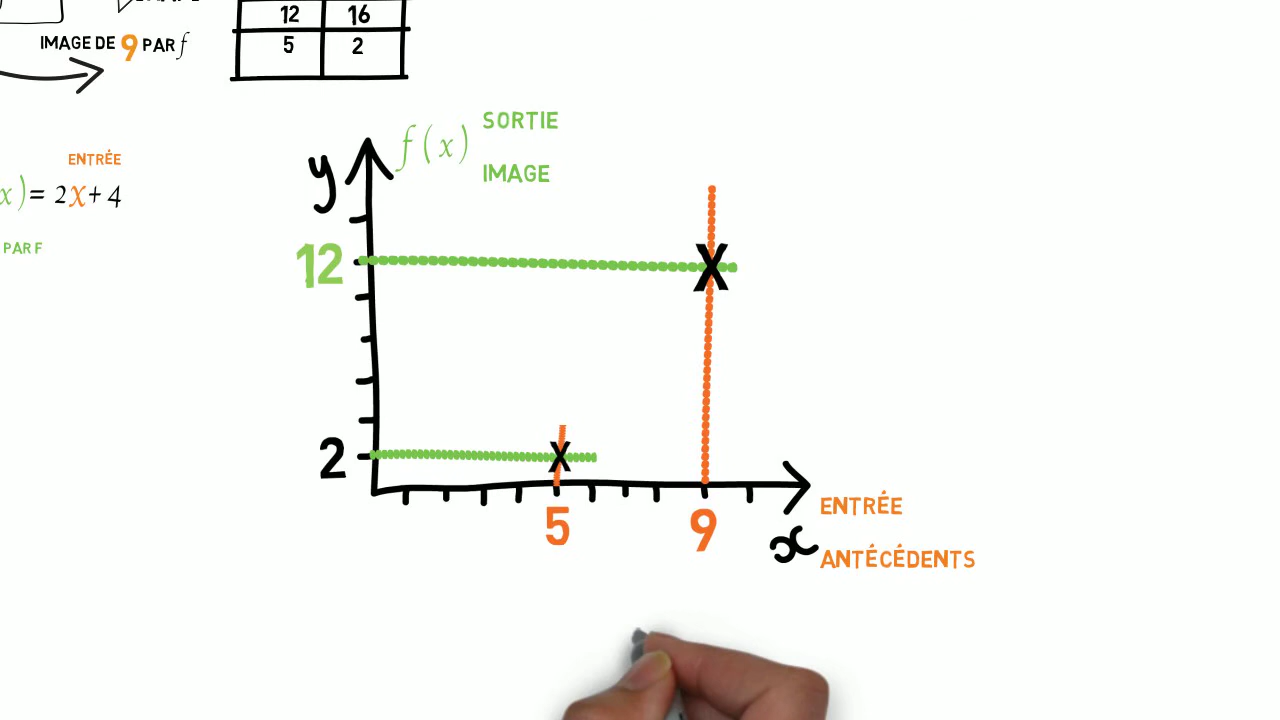 12 16
IMAGE DE 9 PAR f
5 2
f(x) SORTIE
y
IMAGE
ENTRÉE
x) = 2x + 4
PAR F
12
2
5 9
ENTRÉE
x
ANTÉCÉDENTS